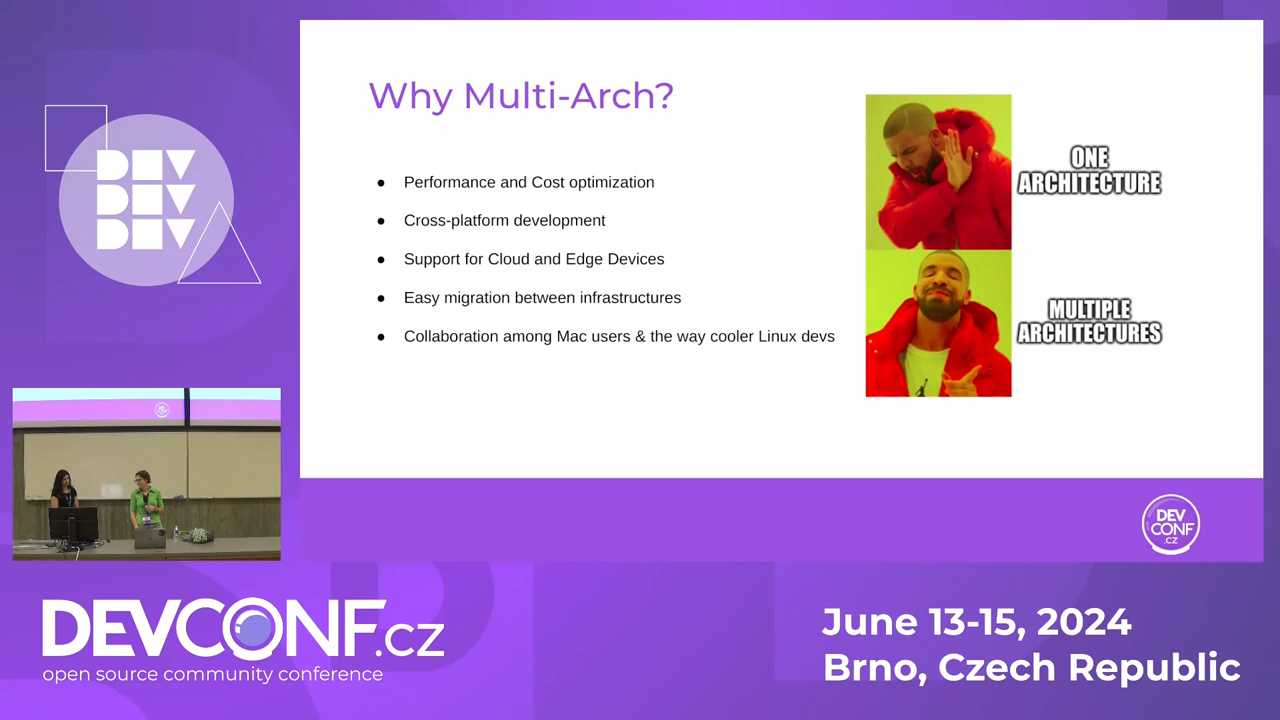 Why Multi-Arch?
Performance and Cost optimization
Cross-platform development
Support for Cloud and Edge Devices
Easy migration between infrastructures
Collaboration among Mac users & the way cooler Linux devs
ONE
ARCHITECTURE
MULTIPLE
ARCHITECTURES
DEV
DEV
DEV
DEV
CONF
.CZ
DEVCONF.cz
open source community conference
June 13-15, 2024
Brno, Czech Republic